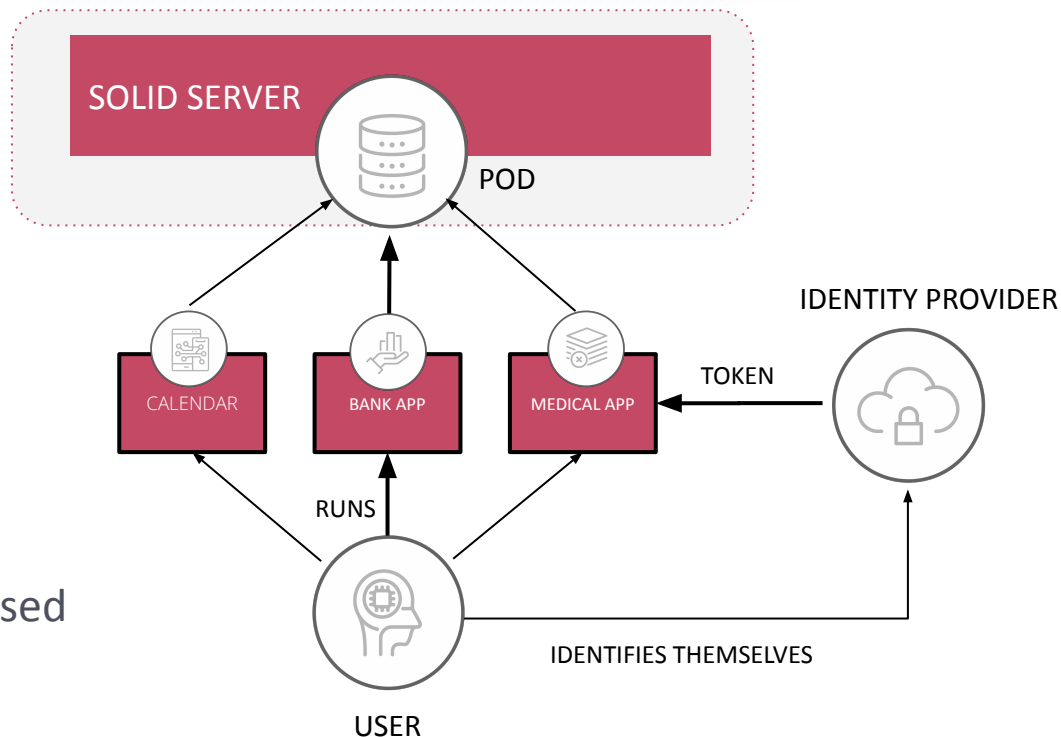 SOLID SERVER
POD
IDENTITY PROVIDER
TOKEN
CALENDAR
BANK APP
MEDICAL APP
RUNS
sed
IDENTIFIES THEMSELVES
USER